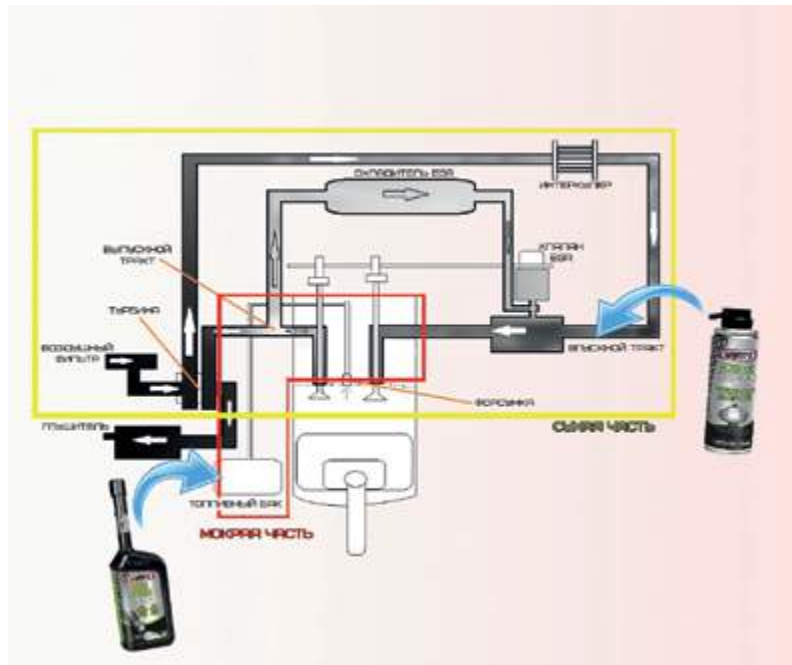 ОХЛАДИТЕЛЬ EGR
ИНТЕРКУЛЕР
ВЫПУСКНОЙ
ТРАКТ
КЛАПАН
EGR
ТУРБИНА
ВОЗДУШНЫЙ
ФИЛЬТР
ВПУСКНОЙ ТРАКТ
ФОРСУНКА
ГЛУШИТЕЛЬ
СУХАЯ ЧАСТЬ
ТОПЛИВНЫЙ БАК
МОКРАЯ ЧАСТЬ